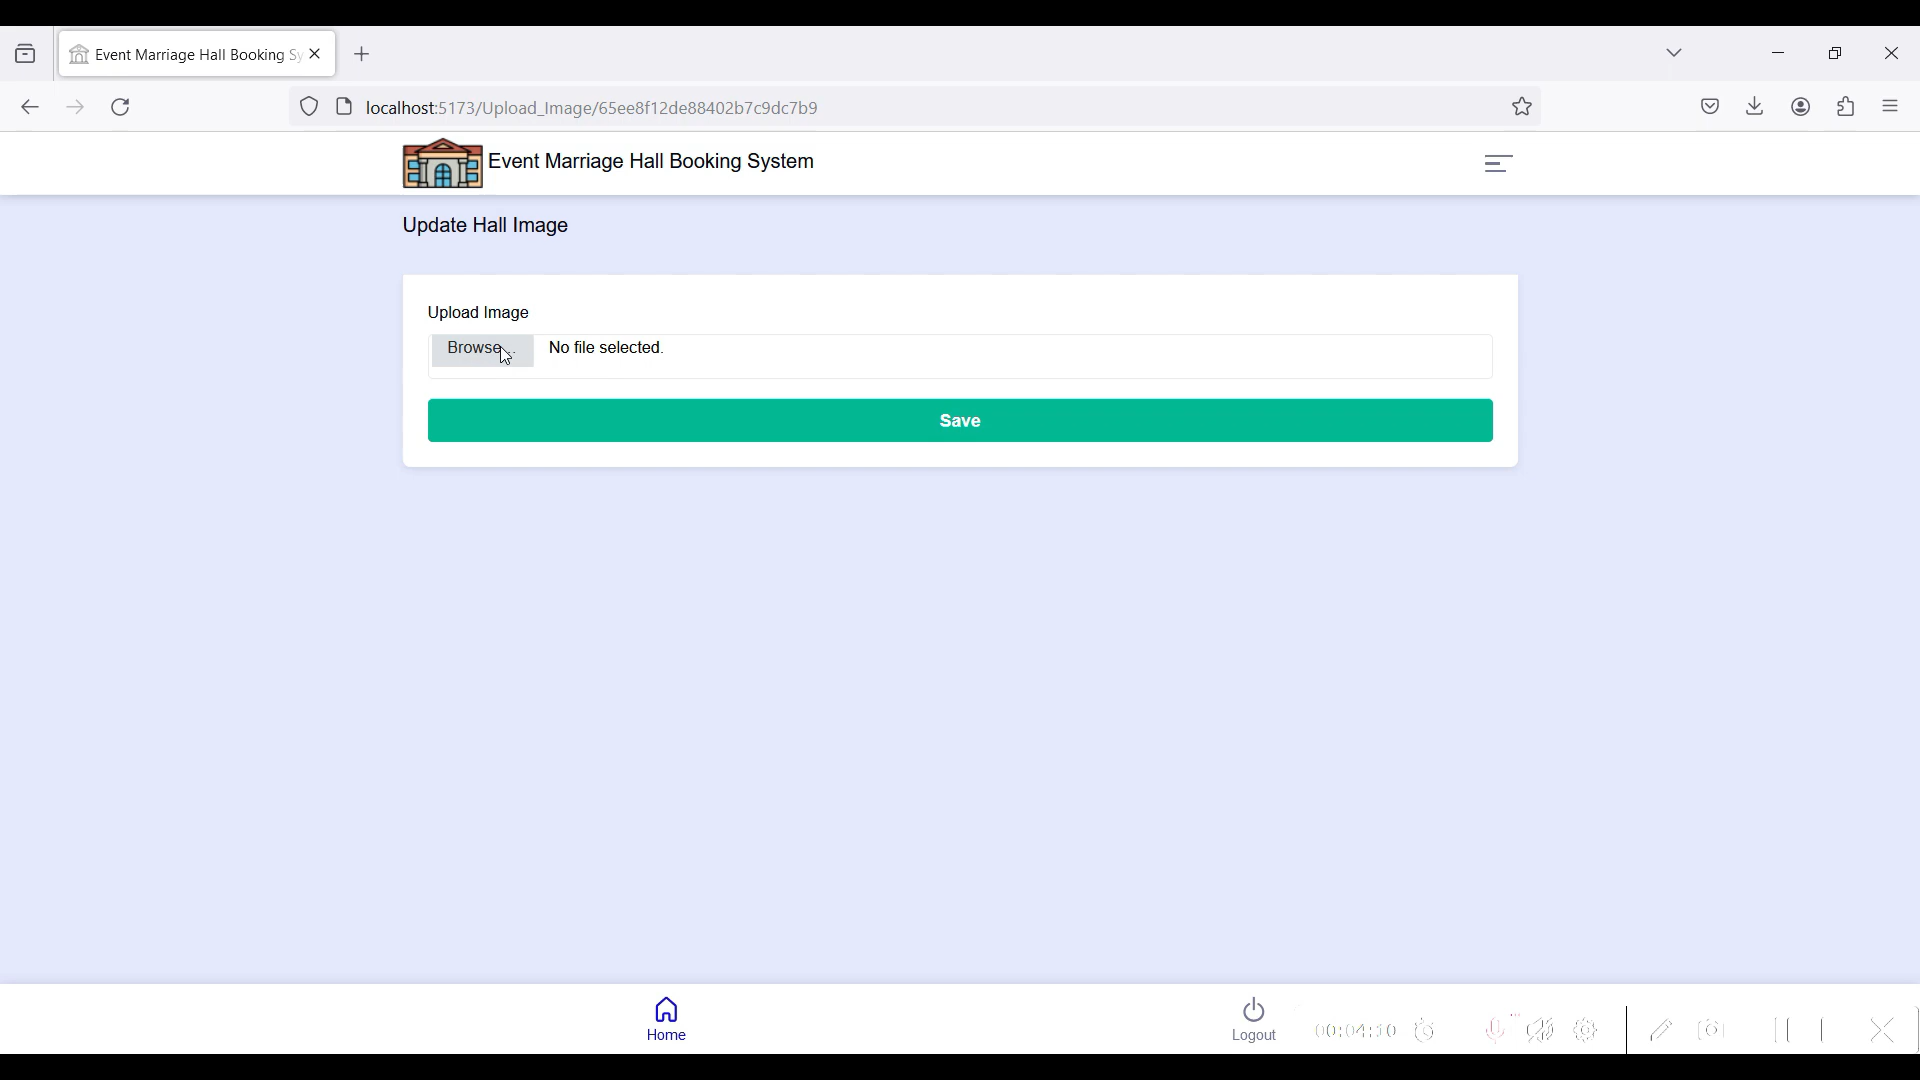 Event Marriage Hall Booking Sy
localhost:5173/Upload_Image/65ee8f12de88402b7c9dc7b9
Event Marriage Hall Booking System
Update Hall Image
Upload Image
Browse... No file selected.
Save
Home
Logout
00:04:10